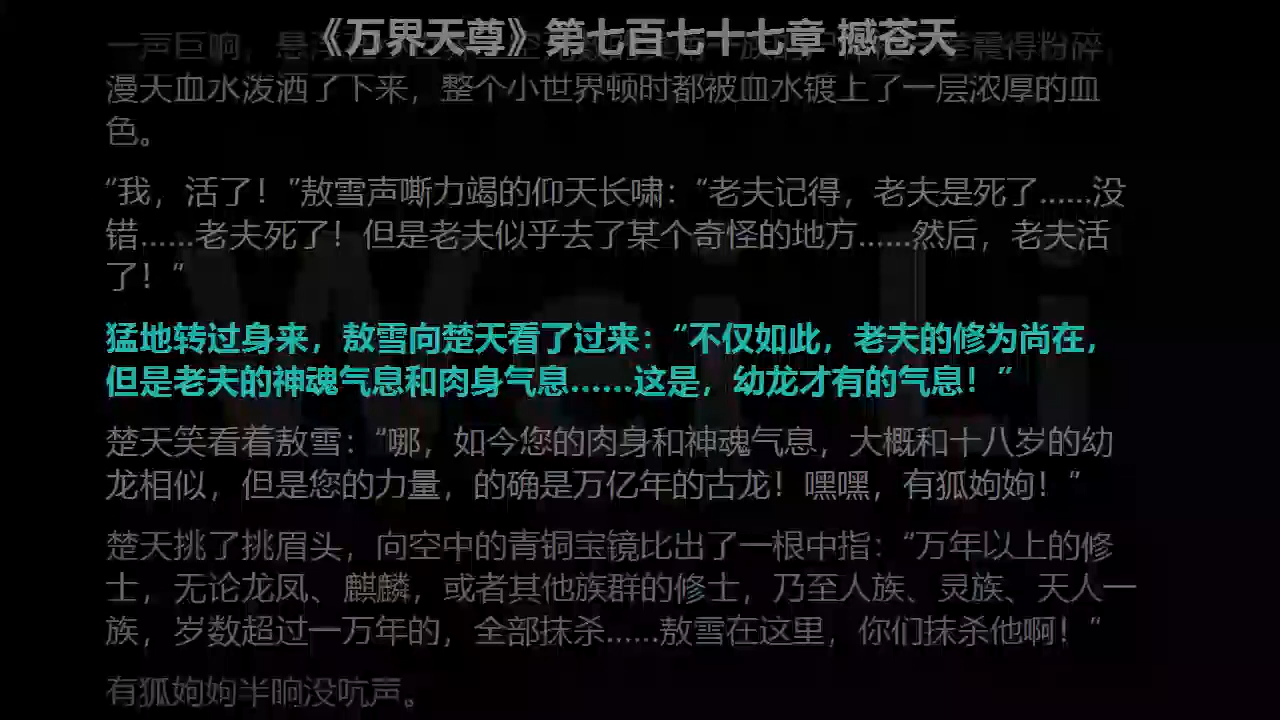 《万界天尊》第七百七十七章 撼苍天
一声巨响，悬浮
震得粉碎，
漫天血水泼洒了下来，整个小世界顿时都被血水镀上了一层浓厚的血
色。
“我，活了！”敖雪声嘶力竭的仰天长啸：“老夫记得，老夫是死了……没
错……老夫死了！但是老夫似乎去了某个奇怪的地方……然后，老夫活
了！”
猛地转过身来，敖雪向楚天看了过来：“不仅如此，老夫的修为尚在，
但是老夫的神魂气息和肉身气息……这是，幼龙才有的气息！”
楚天笑看着敖雪：“哪，如今您的肉身和神魂气息，大概和十八岁的幼
龙相似，但是您的力量，的确是万亿年的古龙！嘿嘿，有狐姁姁！”
楚天挑了挑眉头，向空中的青铜宝镜比出了一根中指：“万年以上的修
士，无论龙凤、麒麟，或者其他族群的修士，乃至人族、灵族、天人一
族，岁数超过一万年的，全部抹杀……敖雪在这里，你们抹杀他啊！”
有狐姁姁半晌没吭声。
Wei Li